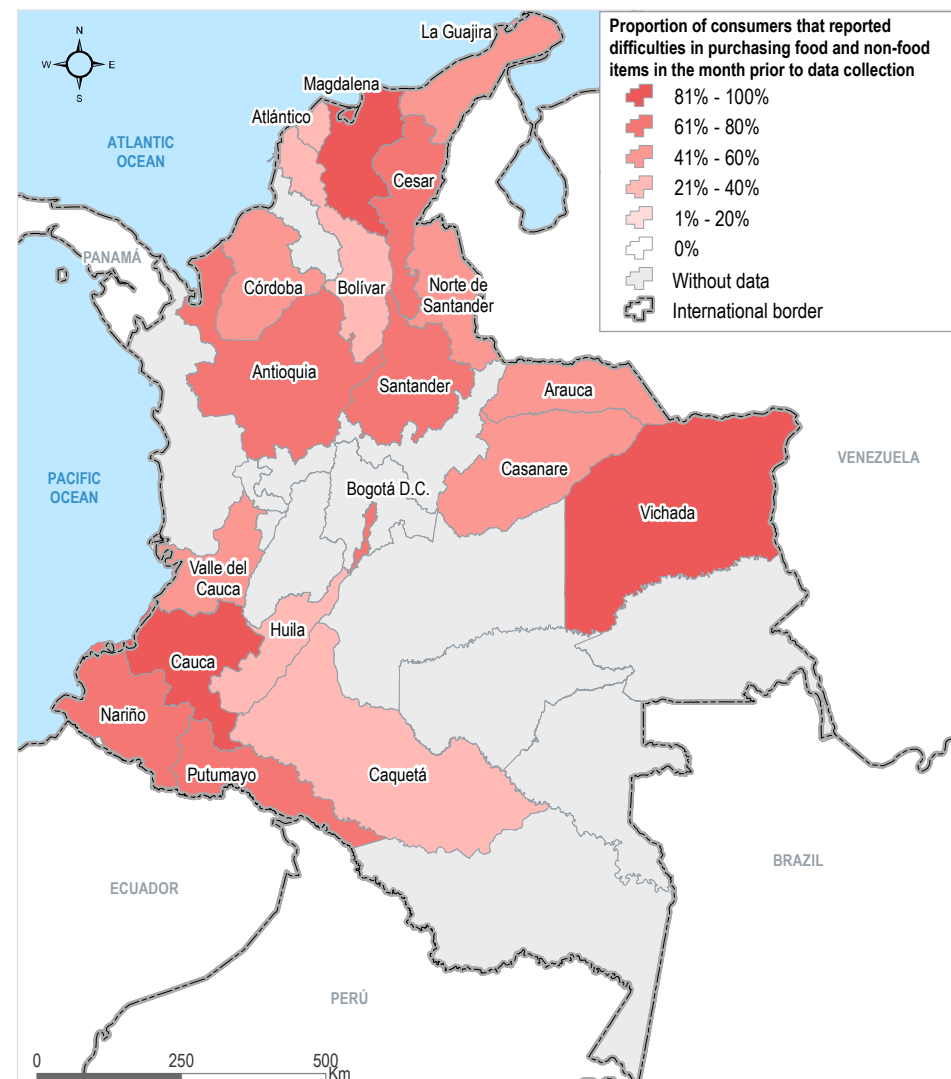 Proportion of consumers that reported
difficulties in purchasing food and non-food
items in the month prior to data collection
81% - 100%
61% - 80%
41% - 60%
21% - 40%
1% - 20%
0%
Without data
International border
N
W
E
S
La Guajira
Magdalena
Atlántico
ATLANTIC
OCEAN
Cesar
PANAMÁ
Córdoba
Bolívar
Norte de
Santander
Antioquia
Santander
Arauca
Casanare
VENEZUELA
PACIFIC
OCEAN
Bogotá D.C.
Vichada
Valle del
Cauca
Huila
Cauca
Nariño
Putumayo
Caquetá
BRAZIL
ECUADOR
PERÚ
0
250
500
Km